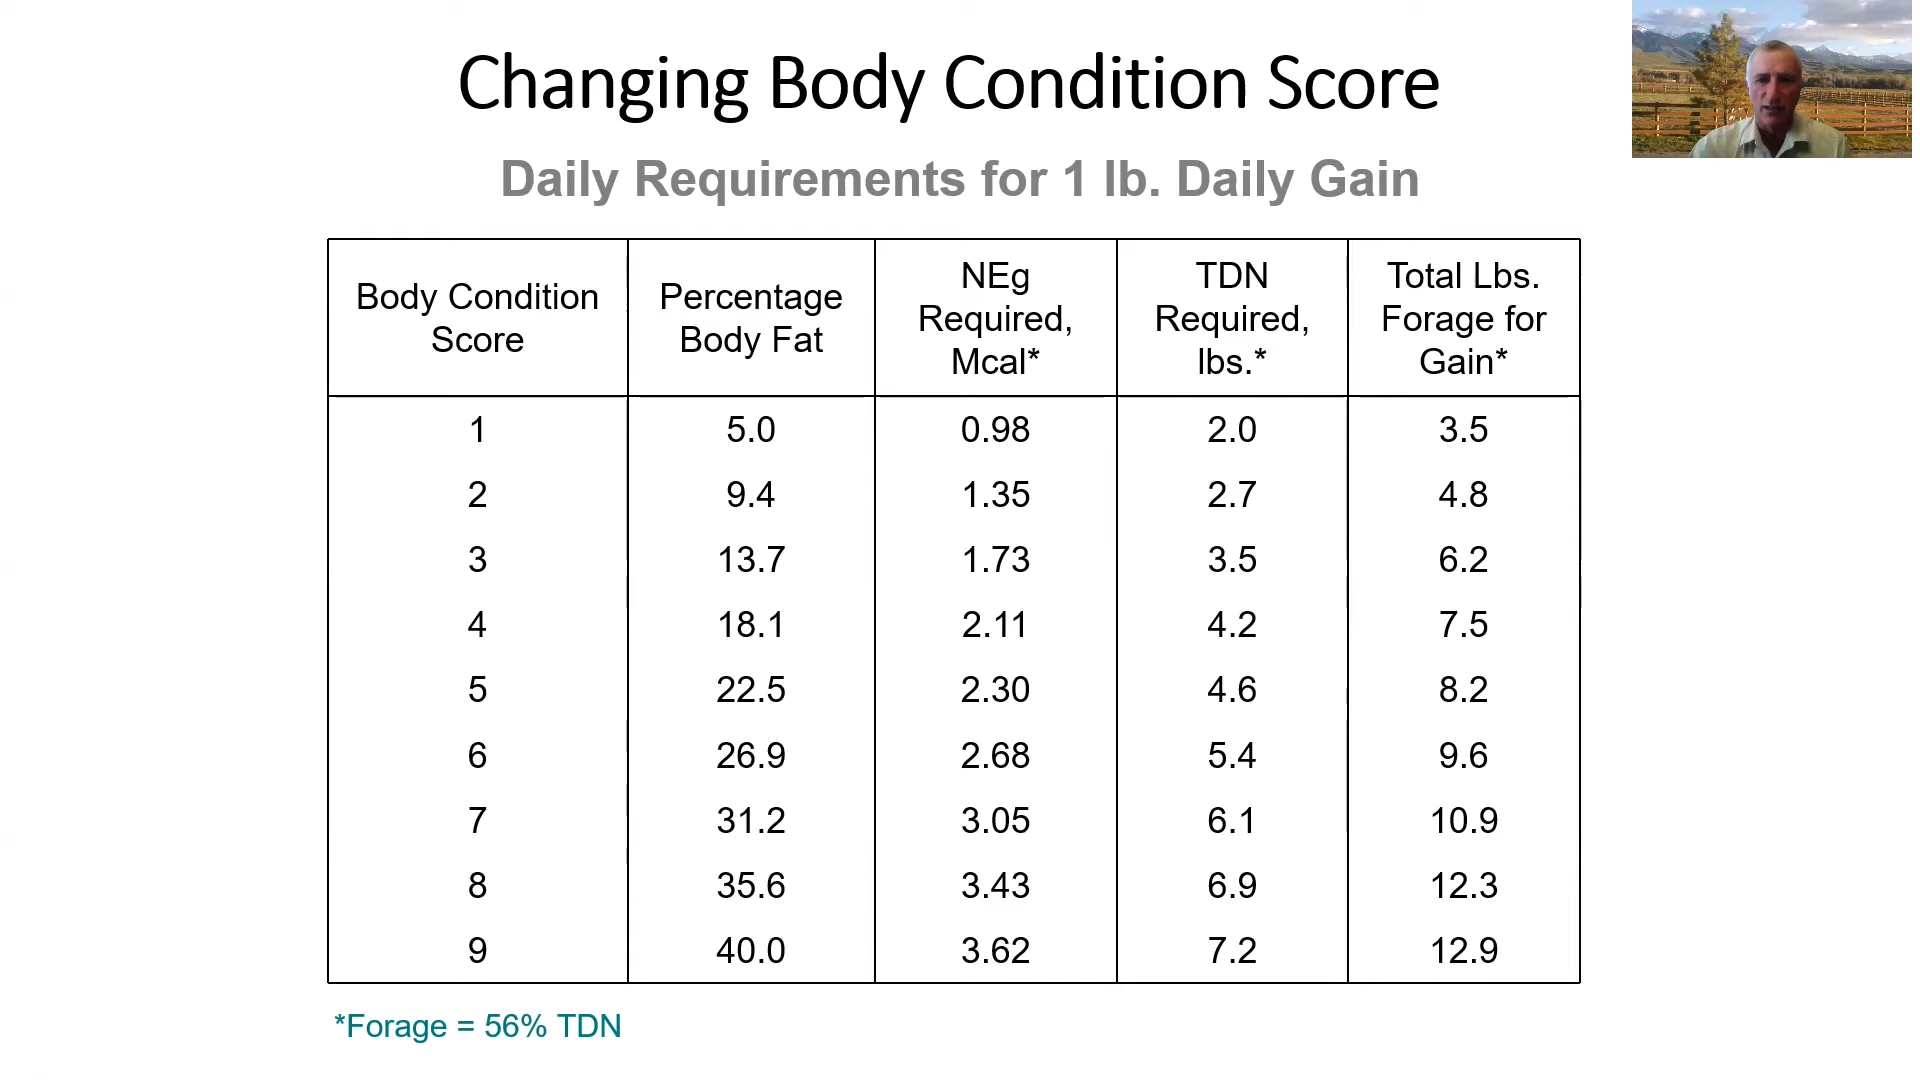 Changing Body Condition Score
Daily Requirements for 1 lb. Daily Gain
Body Condition Score
Percentage Body Fat
NEg Required, Mcal*
TDN Required, lbs.*
Total Lbs. Forage for Gain*
1 5.0 0.98 2.0 3.5
2 9.4 1.35 2.7 4.8
3 13.7 1.73 3.5 6.2
4 18.1 2.11 4.2 7.5
5 22.5 2.30 4.6 8.2
6 26.9 2.68 5.4 9.6
7 31.2 3.05 6.1 10.9
8 35.6 3.43 6.9 12.3
9 40.0 3.62 7.2 12.9
*Forage = 56% TDN